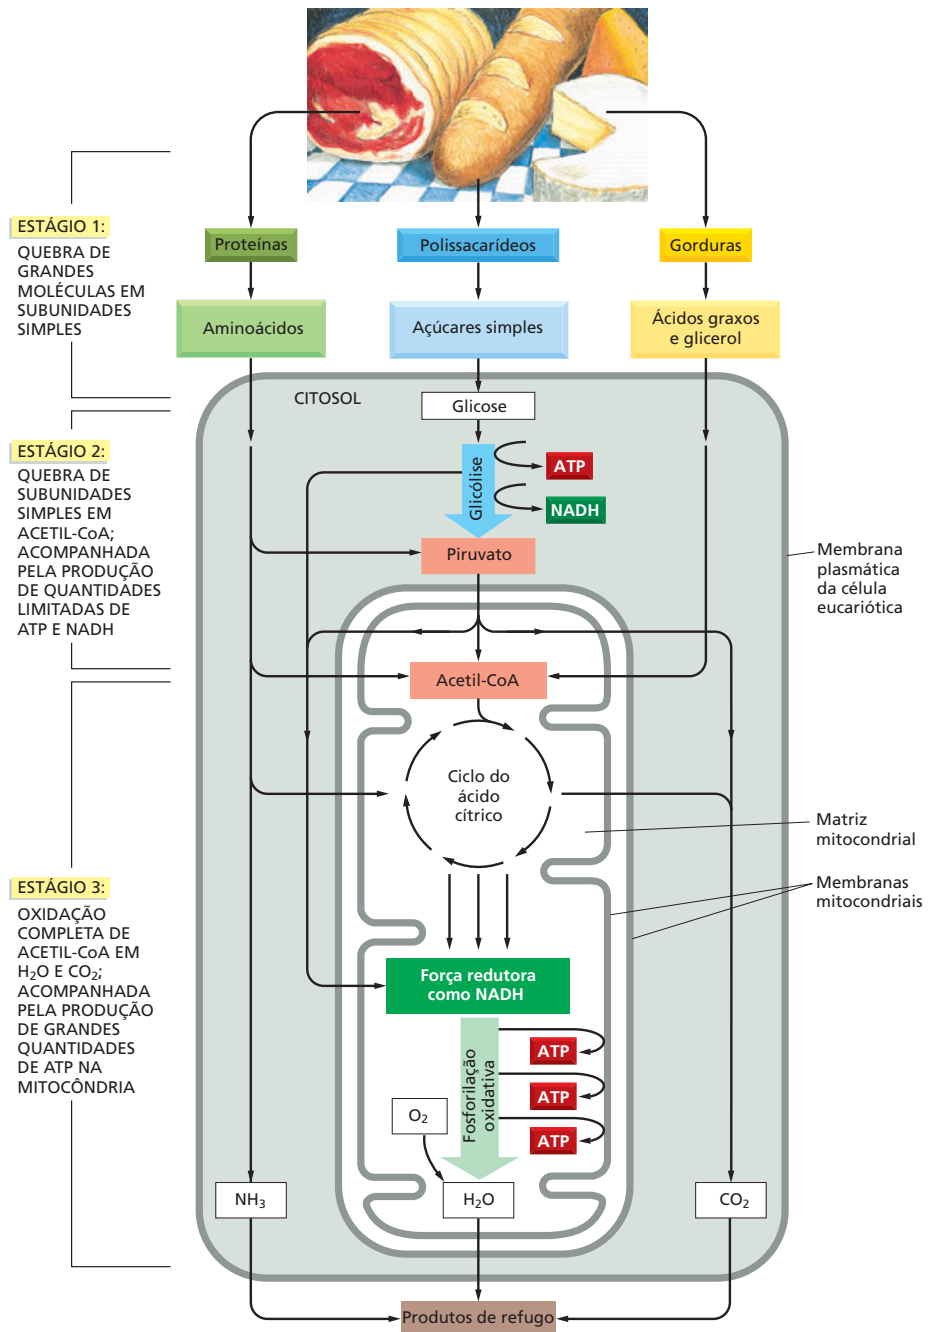 ESTÁGIO 1:
QUEBRA DE
GRANDES
MOLÉCULAS EM
SUBUNIDADES
SIMPLES
Proteínas
Polissacarídeos
Gorduras
Aminoácidos
Açúcares simples
Ácidos graxos
e glicerol
CITOSOL
Glicose
ESTÁGIO 2:
QUEBRA DE
SUBUNIDADES
SIMPLES EM
ACETIL-CoA;
ACOMPANHADA
PELA PRODUÇÃO
DE QUANTIDADES
LIMITADAS DE
ATP E NADH
Glicólise
ATP
NADH
Piruvato
Membrana
plasmática
da célula
eucariótica
Acetil-CoA
Ciclo do
ácido
cítrico
Matriz
mitocondrial
Membranas
mitocondriais
ESTÁGIO 3:
OXIDAÇÃO
COMPLETA DE
ACETIL-CoA EM
H₂O E CO₂;
ACOMPANHADA
PELA PRODUÇÃO
DE GRANDES
QUANTIDADES
DE ATP NA
MITOCÔNDRIA
Força redutora
como NADH
Fosforilação
oxidativa
ATP
ATP
ATP
O₂
NH₃
H₂O
CO₂
Produtos de refugo